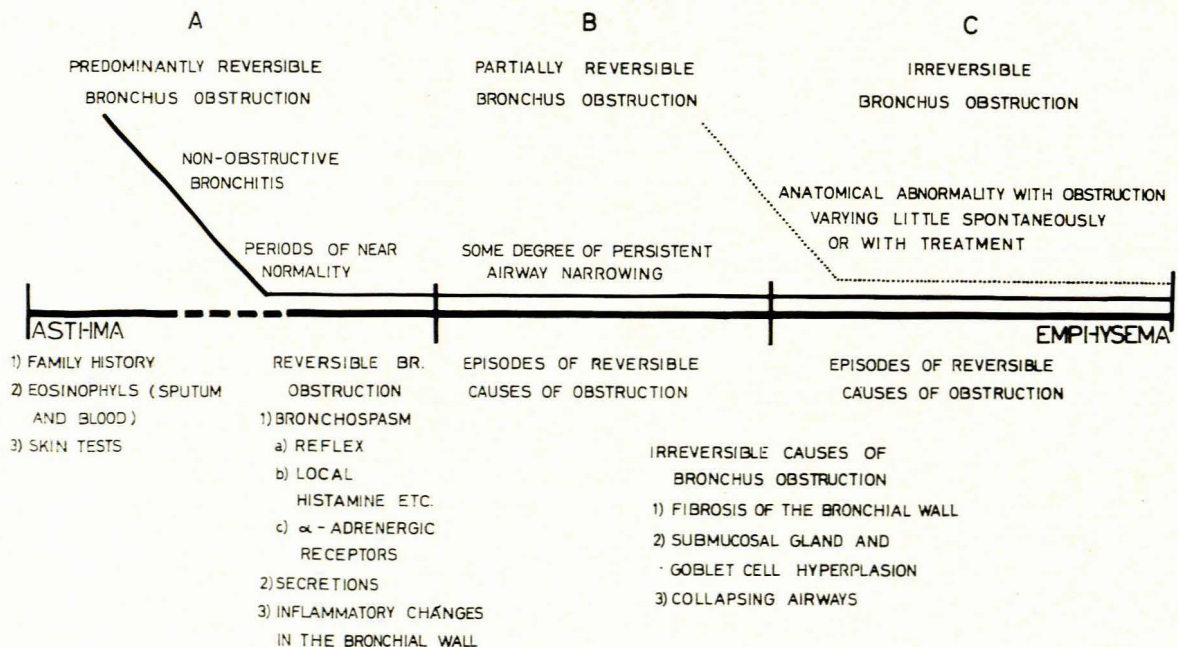 A
PREDOMINANTLY REVERSIBLE
BRONCHUS OBSTRUCTION
NON-OBSTRUCTIVE
BRONCHITIS
PERIODS OF NEAR
NORMALITY
B
PARTIALLY REVERSIBLE
BRONCHUS OBSTRUCTION
SOME DEGREE OF PERSISTENT
AIRWAY NARROWING
C
IRREVERSIBLE
BRONCHUS OBSTRUCTION
ANATOMICAL ABNORMALITY WITH OBSTRUCTION
VARYING LITTLE SPONTANEOUSLY
OR WITH TREATMENT
ASTHMA
EMPHYSEMA
1) FAMILY HISTORY
2) EOSINOPHYLS (SPUTUM
AND BLOOD)
3) SKIN TESTS
REVERSIBLE BR.
OBSTRUCTION
1) BRONCHOSPASM
a) REFLEX
b) LOCAL
HISTAMINE ETC.
c) α - ADRENERGIC
RECEPTORS
2) SECRETIONS
3) INFLAMMATORY CHANGES
IN THE BRONCHIAL WALL
EPISODES OF REVERSIBLE
CAUSES OF OBSTRUCTION
EPISODES OF REVERSIBLE
CAUSES OF OBSTRUCTION
IRREVERSIBLE CAUSES OF
BRONCHUS OBSTRUCTION
1) FIBROSIS OF THE BRONCHIAL WALL
2) SUBMUCOSAL GLAND AND
GOBLET CELL HYPERPLASION
3) COLLAPSING AIRWAYS